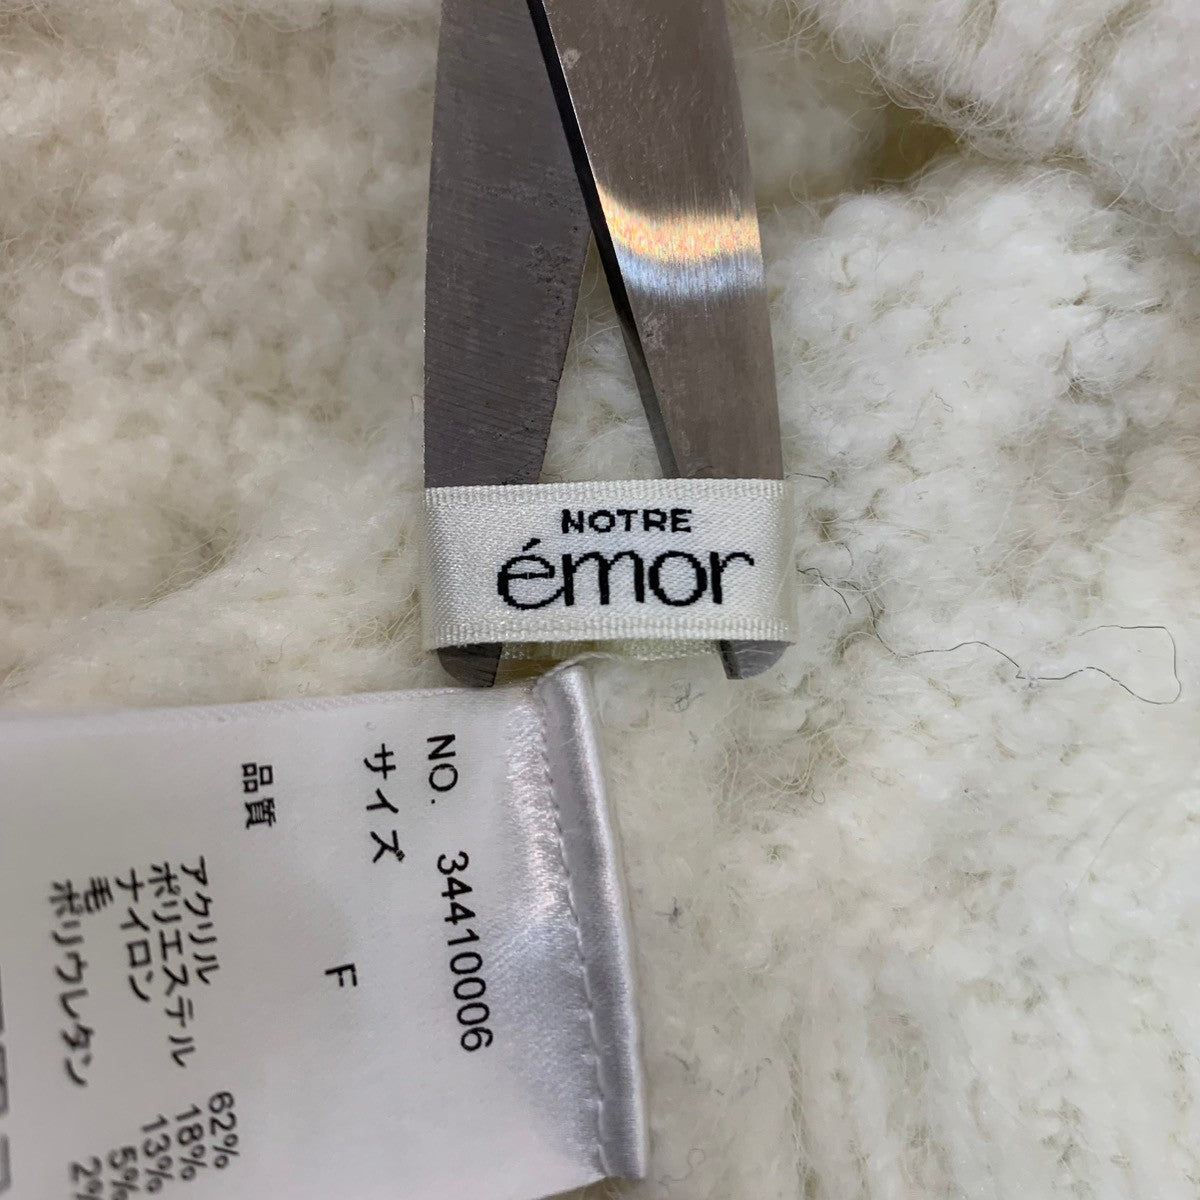 NOTRE
émor
NO. 34410006
サイズ F
品質
アクリル 62%
ポリエステル 18%
ナイロン 13%
毛 5%
ポリウレタン 2%